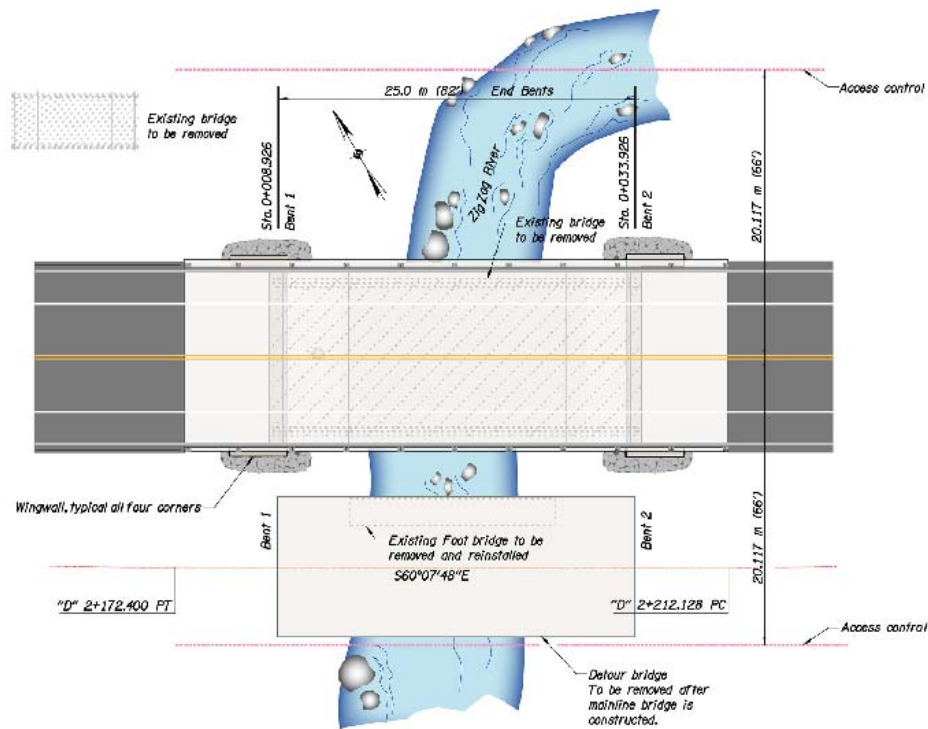 25.0 m (82') End Bents
Access control
Existing bridge
to be removed
Sta. 0+008.926
Bent 1
Zig Zag River
Sta. 0+033.926
Bent 2
20.117 m (66')
Existing bridge
to be removed
Wingwall, typical all four corners
Bent 1
Existing Foot bridge to be
removed and reinstalled
S60°07'48"E
Bent 2
20.117 m (66')
"D" 2+172.400 PT
"D" 2+212.128 PC
Access control
Detour bridge
To be removed after
mainline bridge is
constructed.